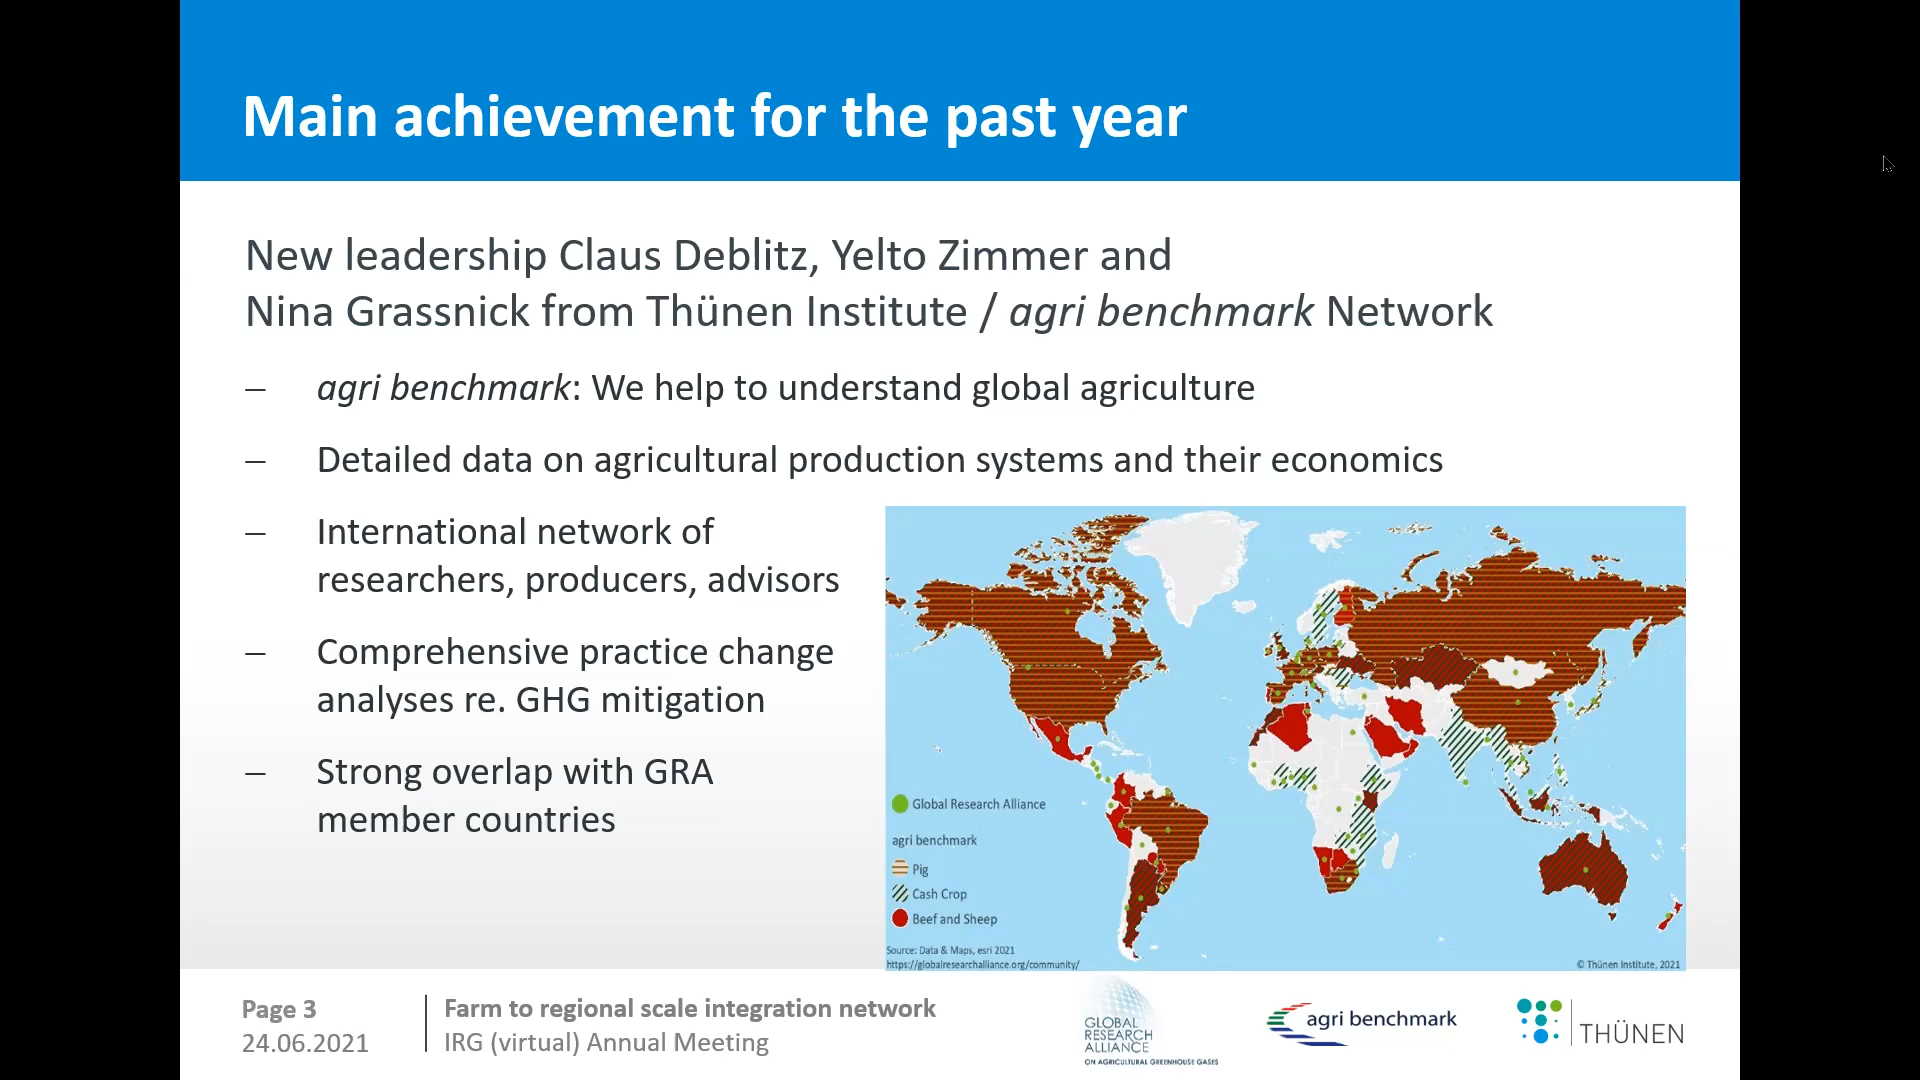 Main achievement for the past year
New leadership Claus Deblitz, Yelto Zimmer and
Nina Grassnick from Thünen Institute / agri benchmark Network
– agri benchmark: We help to understand global agriculture
– Detailed data on agricultural production systems and their economics
– International network of
researchers, producers, advisors
– Comprehensive practice change
analyses re. GHG mitigation
– Strong overlap with GRA
member countries
Global Research Alliance
agri benchmark
Pig
Cash Crop
Beef and Sheep
Source: Data & Maps, esri 2021
https://globalresearchalliance.org/community/
© Thünen Institute, 2021
Page 3
24.06.2021
Farm to regional scale integration network
IRG (virtual) Annual Meeting
GLOBAL
RESEARCH
ALLIANCE
ON AGRICULTURAL GREENHOUSE GASES
agri benchmark
THÜNEN